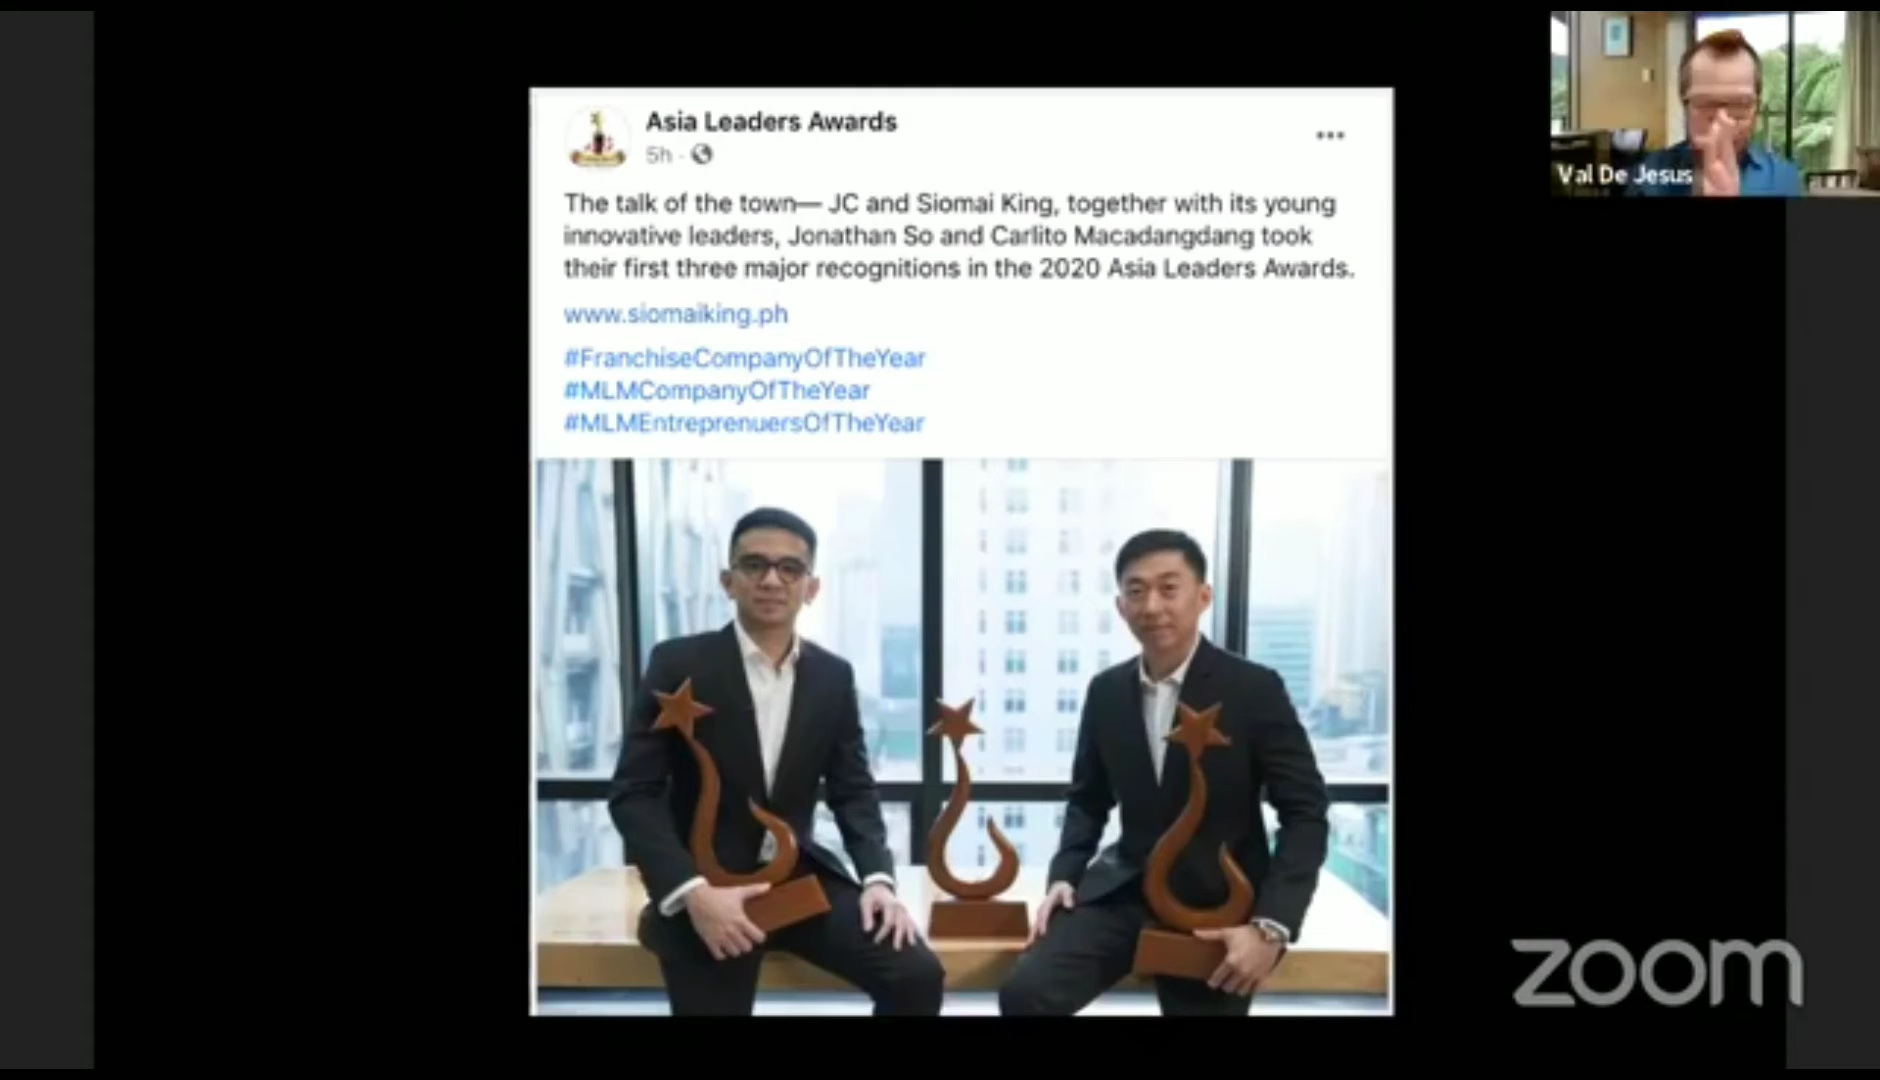 Asia Leaders Awards
5h ·
The talk of the town— JC and Siomai King, together with its young
innovative leaders, Jonathan So and Carlito Macadangdang took
their first three major recognitions in the 2020 Asia Leaders Awards.
www.siomaiking.ph
#FranchiseCompanyOfTheYear
#MLMCompanyOfTheYear
#MLMEntreprenuersOfTheYear
Val De Jesus
zoom